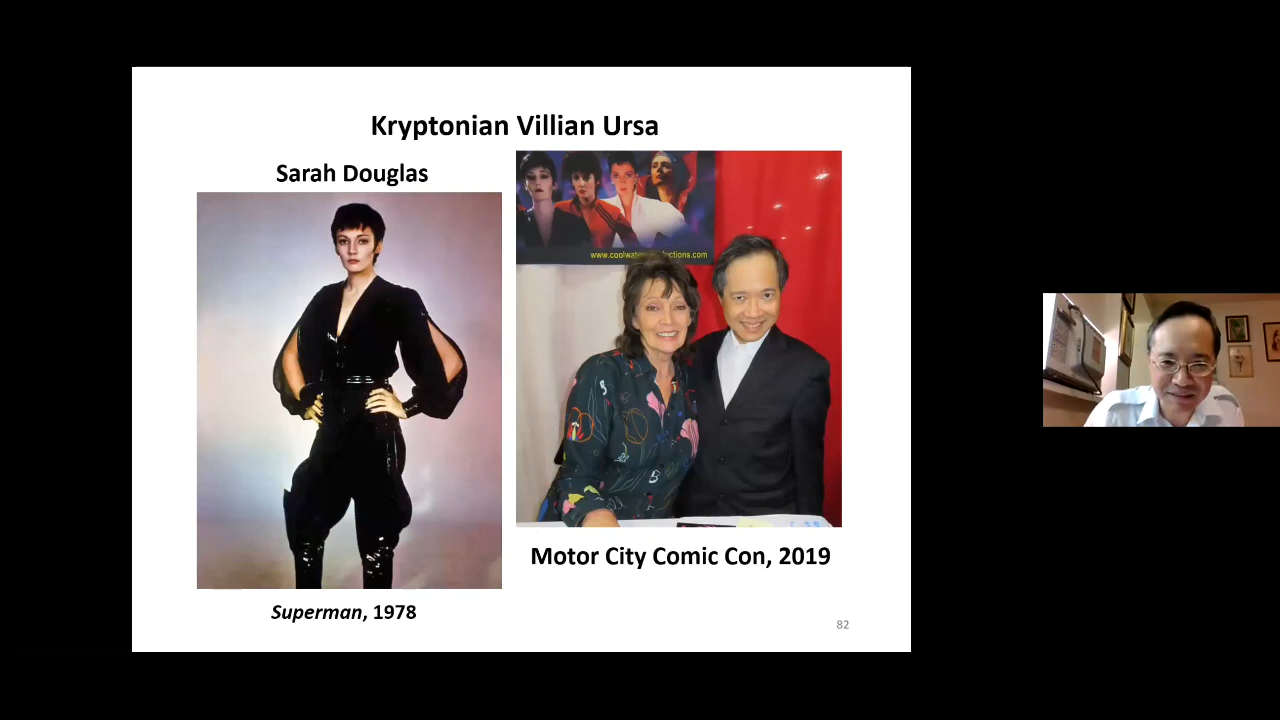 Kryptonian Villian Ursa
Sarah Douglas
Superman, 1978
Motor City Comic Con, 2019
82